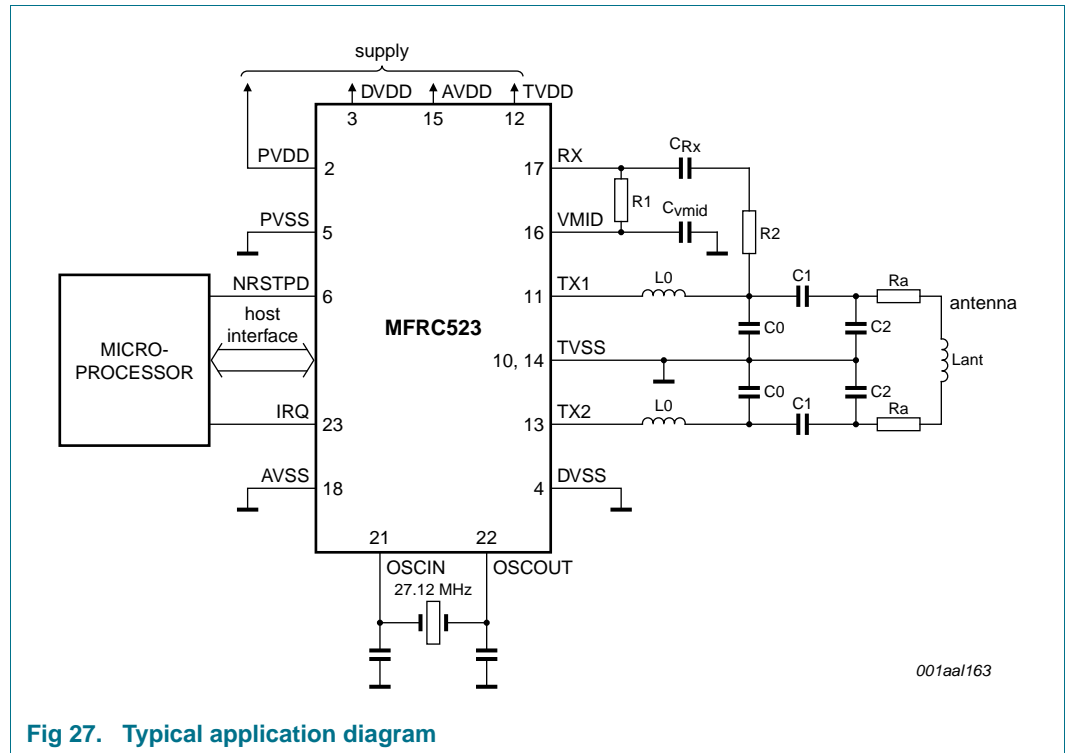 supply
DVDD AVDD TVDD
3 15 12
PVDD 2 17 RX CRx
R1
PVSS 5 16 VMID Cvmid R2
NRSTPD 6 11 TX1 L0 C1 Ra
antenna
host
interface
MFRC523
C0 C2
MICRO-
PROCESSOR
10, 14 TVSS
Lant
C0 C2
IRQ 23 13 TX2 L0 C1 Ra
AVSS 18 4 DVSS
21 22
OSCIN OSCOUT
27.12 MHz
001aal163
Fig 27. Typical application diagram